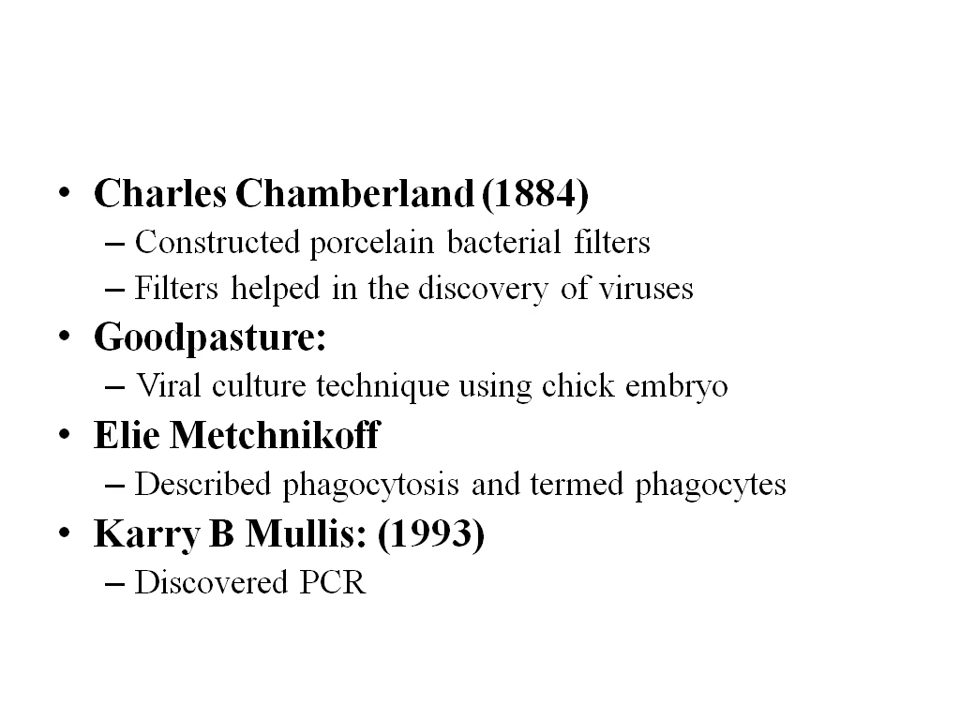 • Charles Chamberland (1884)
– Constructed porcelain bacterial filters
– Filters helped in the discovery of viruses
• Goodpasture:
– Viral culture technique using chick embryo
• Elie Metchnikoff
– Described phagocytosis and termed phagocytes
• Karry B Mullis: (1993)
– Discovered PCR